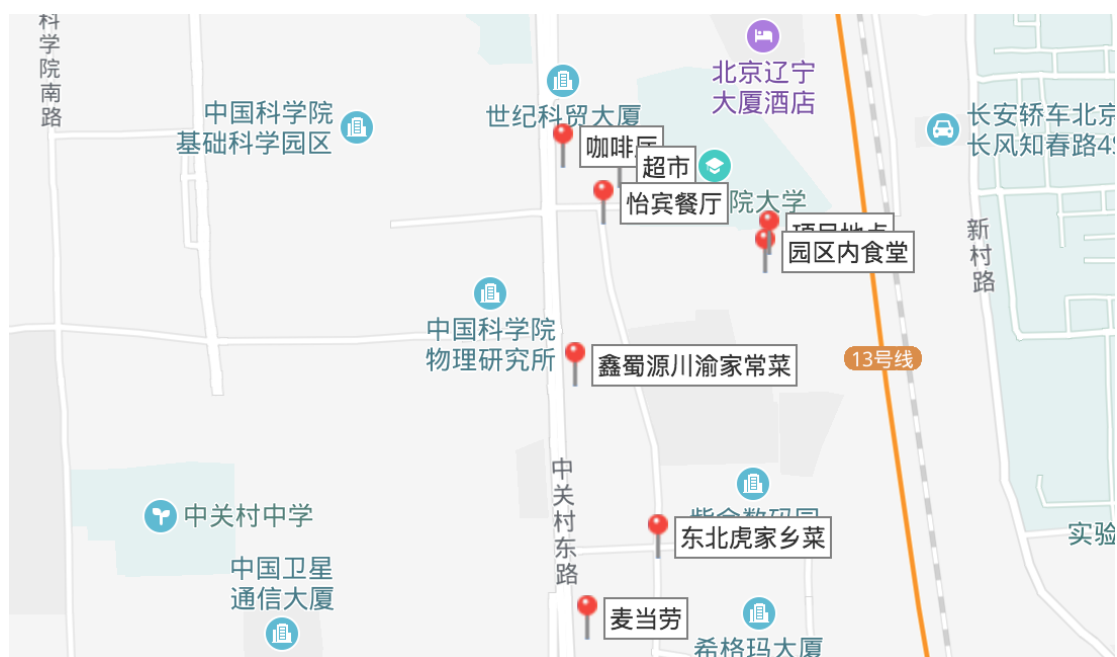 科学院南路
北京辽宁
大厦酒店
世纪科贸大厦
中国科学院
基础科学园区
长安轿车北京
长风知春路4S
咖啡厅
超市
怡宾餐厅
院大学
项目地点
园区内食堂
新村路
中国科学院
物理研究所
鑫蜀源川渝家常菜
13号线
中关村东路
中关村中学
东北虎家乡菜
实验
中国卫星
通信大厦
麦当劳
希格玛大厦